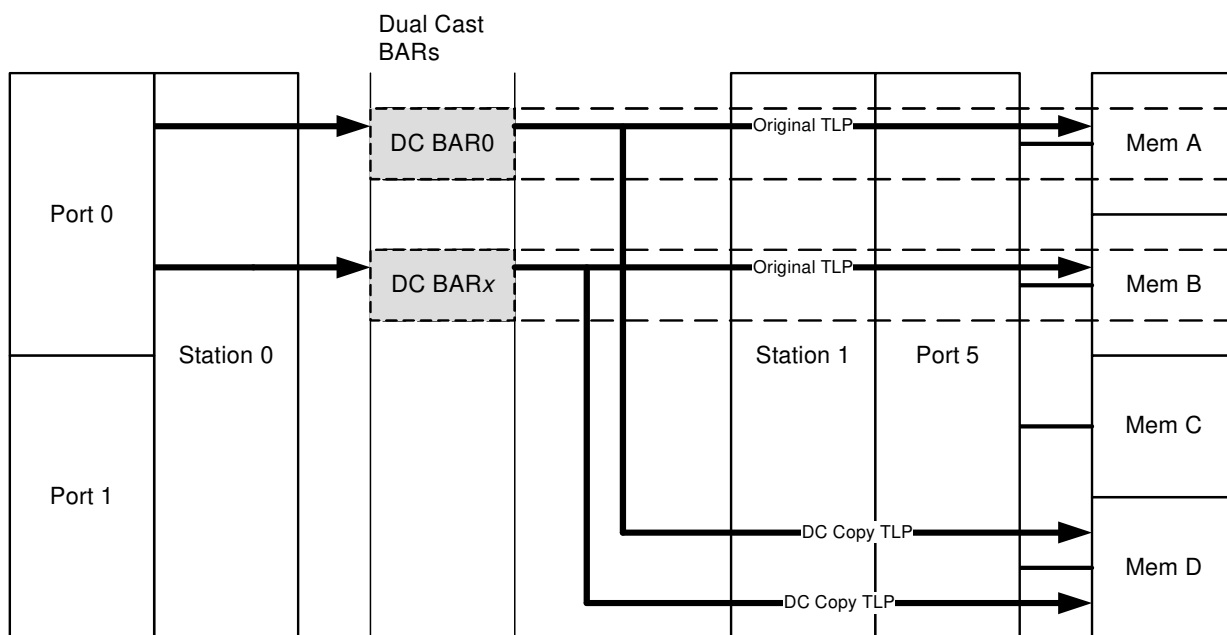 Dual Cast
BARs
DC BAR0
Original TLP
Mem A
Port 0
DC BARx
Original TLP
Mem B
Station 0
Station 1
Port 5
Mem C
Port 1
DC Copy TLP
Mem D
DC Copy TLP